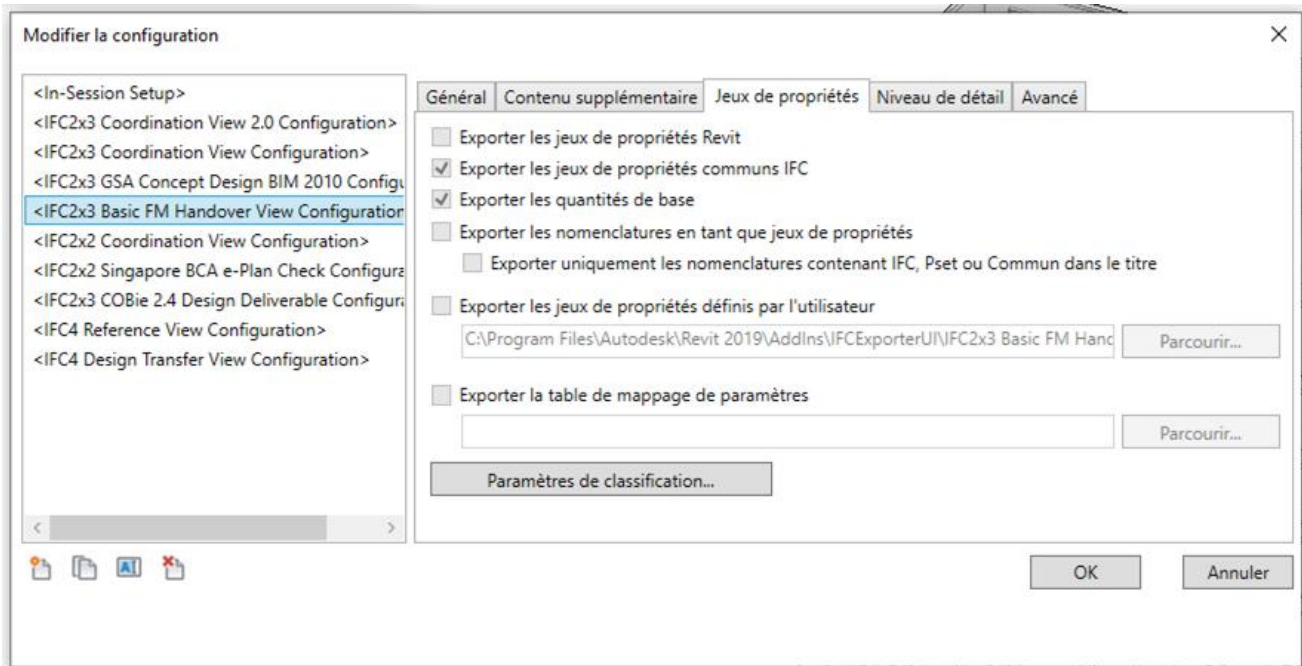 Modifier la configuration
<In-Session Setup>
<IFC2x3 Coordination View 2.0 Configuration>
<IFC2x3 Coordination View Configuration>
<IFC2x3 GSA Concept Design BIM 2010 Configu
<IFC2x3 Basic FM Handover View Configuration
<IFC2x2 Coordination View Configuration>
<IFC2x2 Singapore BCA e-Plan Check Configura
<IFC2x3 COBie 2.4 Design Deliverable Configura
<IFC4 Reference View Configuration>
<IFC4 Design Transfer View Configuration>
Général Contenu supplémentaire Jeux de propriétés Niveau de détail Avancé
Exporter les jeux de propriétés Revit
Exporter les jeux de propriétés communs IFC
Exporter les quantités de base
Exporter les nomenclatures en tant que jeux de propriétés
Exporter uniquement les nomenclatures contenant IFC, Pset ou Commun dans le titre
Exporter les jeux de propriétés définis par l'utilisateur
C:\Program Files\Autodesk\Revit 2019\AddIns\IFCExporterUI\IFC2x3 Basic FM Hand Parcourir...
Exporter la table de mappage de paramètres
Parcourir...
Paramètres de classification...
AI
OK Annuler